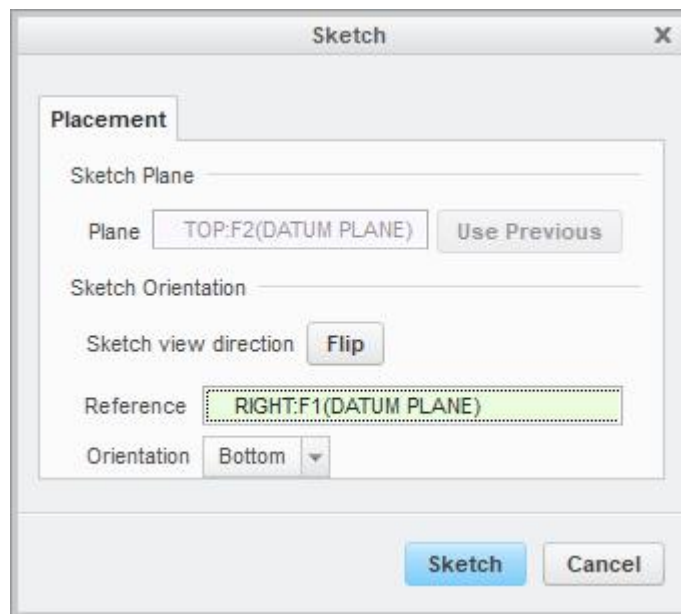 Sketch
Placement
Sketch Plane
Plane TOP:F2(DATUM PLANE) Use Previous
Sketch Orientation
Sketch view direction Flip
Reference RIGHT:F1(DATUM PLANE)
Orientation Bottom
Sketch Cancel